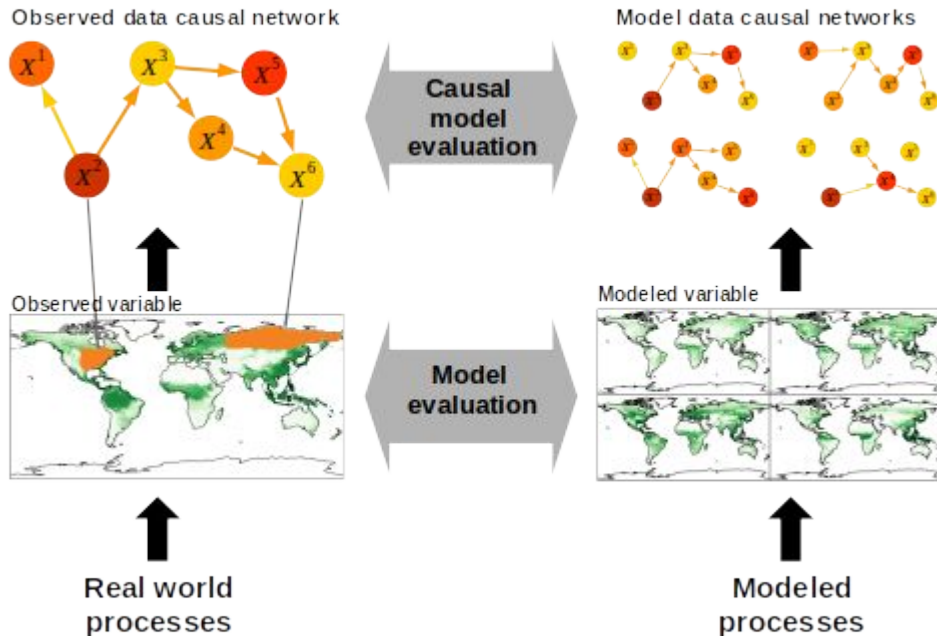 Observed data causal network
Model data causal networks
X¹
X³
X⁵
X⁴
X²
X⁶
Causal
model
evaluation
Observed variable
Modeled variable
Model
evaluation
Real world
processes
Modeled
processes